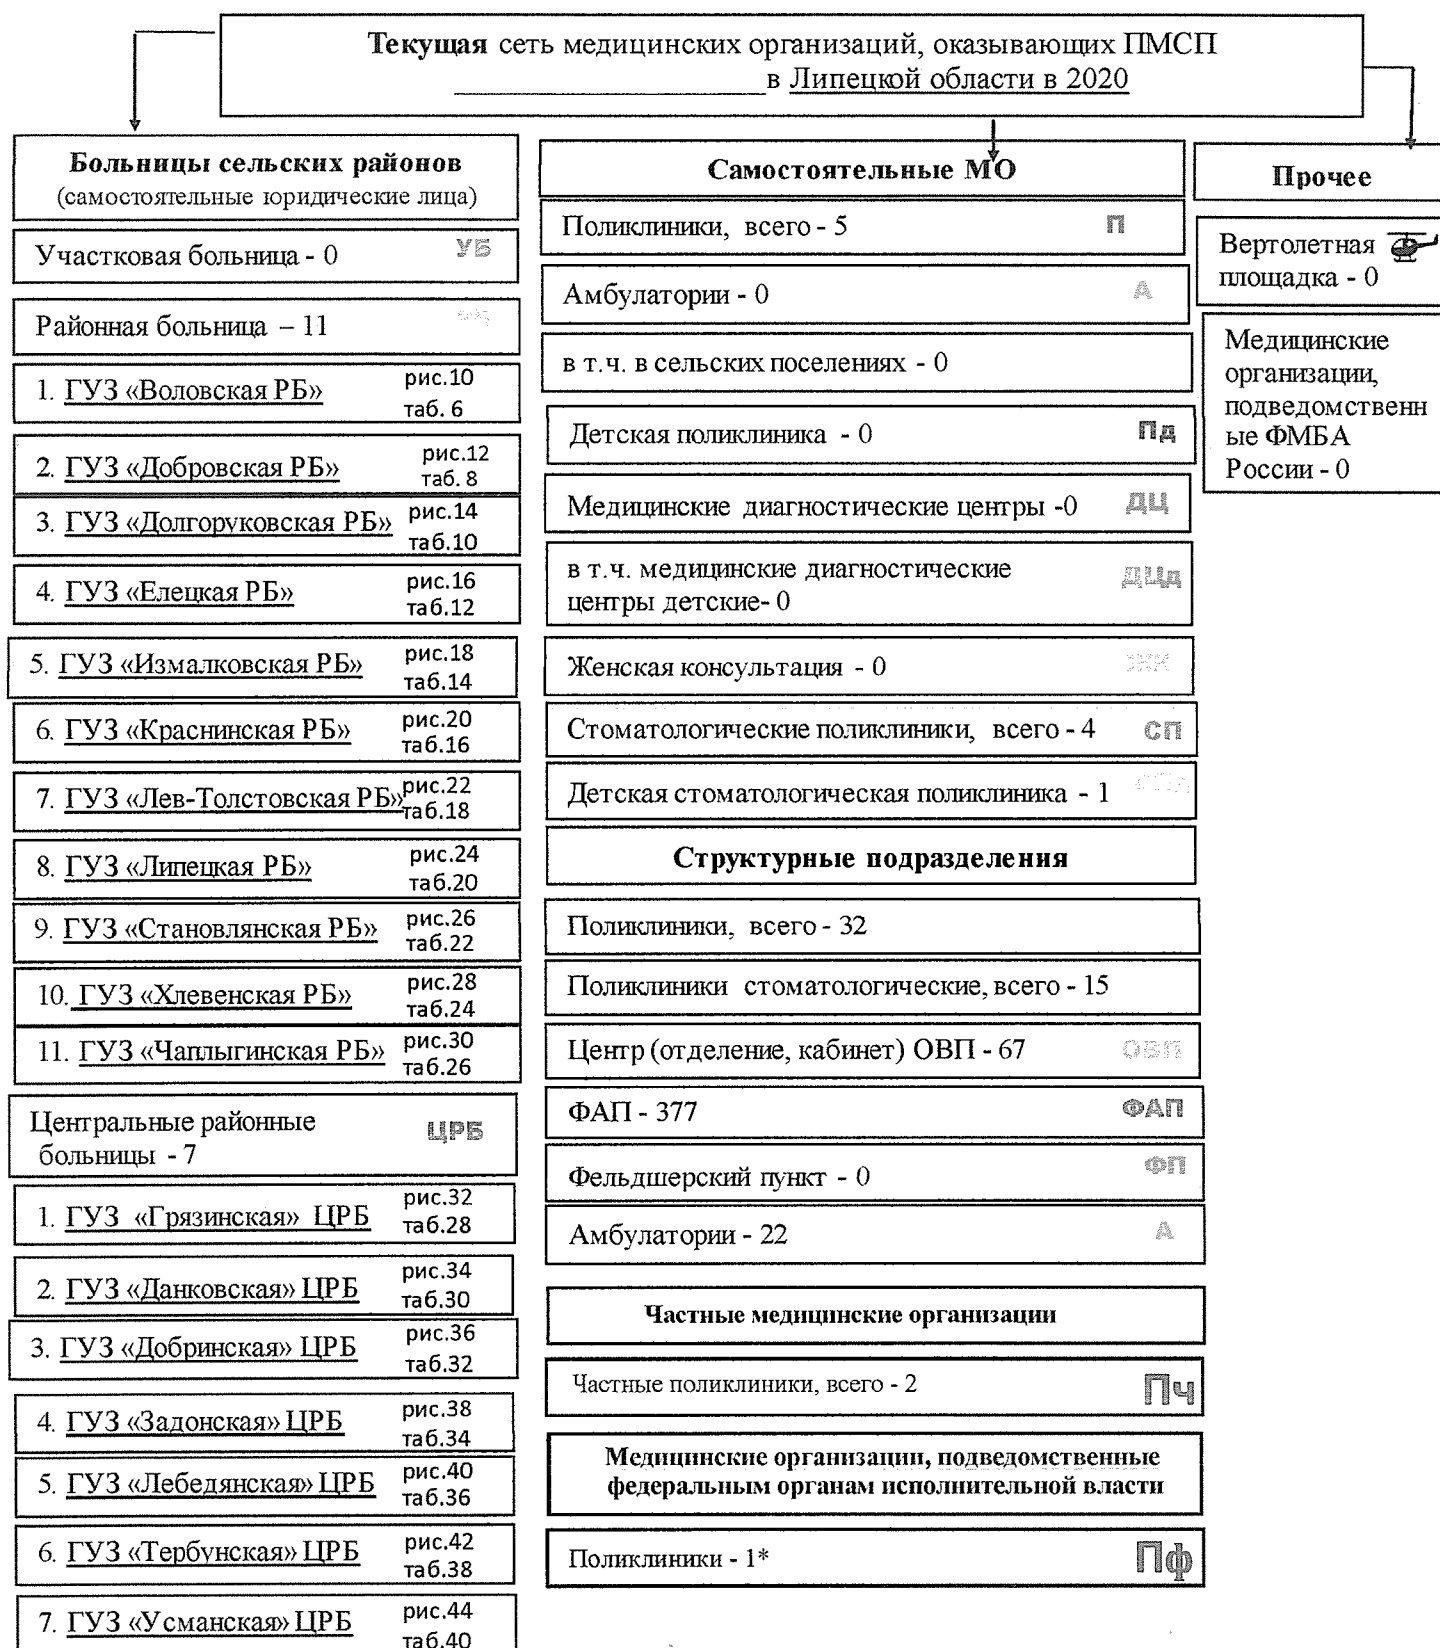 Текущая сеть медицинских организаций, оказывающих ПМСП
в Липецкой области в 2020
Больницы сельских районов
(самостоятельные юридические лица)
Участковая больница - 0 УБ
Районная больница – 11
1. ГУЗ «Воловская РБ» рис.10
таб. 6
2. ГУЗ «Добровская РБ» рис.12
таб. 8
3. ГУЗ «Долгоруковская РБ» рис.14
таб.10
4. ГУЗ «Елецкая РБ» рис.16
таб.12
5. ГУЗ «Измалковская РБ» рис.18
таб.14
6. ГУЗ «Краснинская РБ» рис.20
таб.16
7. ГУЗ «Лев-Толстовская РБ» рис.22
таб.18
8. ГУЗ «Липецкая РБ» рис.24
таб.20
9. ГУЗ «Становлянская РБ» рис.26
таб.22
10. ГУЗ «Хлевенская РБ» рис.28
таб.24
11. ГУЗ «Чаплыгинская РБ» рис.30
таб.26
Центральные районные
больницы - 7 ЦРБ
1. ГУЗ «Грязинская» ЦРБ рис.32
таб.28
2. ГУЗ «Данковская» ЦРБ рис.34
таб.30
3. ГУЗ «Добринская» ЦРБ рис.36
таб.32
4. ГУЗ «Задонская» ЦРБ рис.38
таб.34
5. ГУЗ «Лебедянская» ЦРБ рис.40
таб.36
6. ГУЗ «Тербунская» ЦРБ рис.42
таб.38
7. ГУЗ «Усманская» ЦРБ рис.44
таб.40
Самостоятельные МО
Поликлиники, всего - 5 П
Амбулатории - 0 А
в т.ч. в сельских поселениях - 0
Детская поликлиника - 0 Пд
Медицинские диагностические центры -0 ДЦ
в т.ч. медицинские диагностические
центры детские- 0 ДЦд
Женская консультация - 0 ЖК
Стоматологические поликлиники, всего - 4 СП
Детская стоматологическая поликлиника - 1
Структурные подразделения
Поликлиники, всего - 32
Поликлиники стоматологические, всего - 15
Центр (отделение, кабинет) ОВП - 67 ОВП
ФАП - 377 ФАП
Фельдшерский пункт - 0 ФП
Амбулатории - 22 А
Частные медицинские организации
Частные поликлиники, всего - 2 Пч
Медицинские организации, подведомственные
федеральным органам исполнительной власти
Поликлиники - 1* Пф
Прочее
Вертолетная
площадка - 0
Медицинские
организации,
подведомственн
ые ФМБА
России - 0